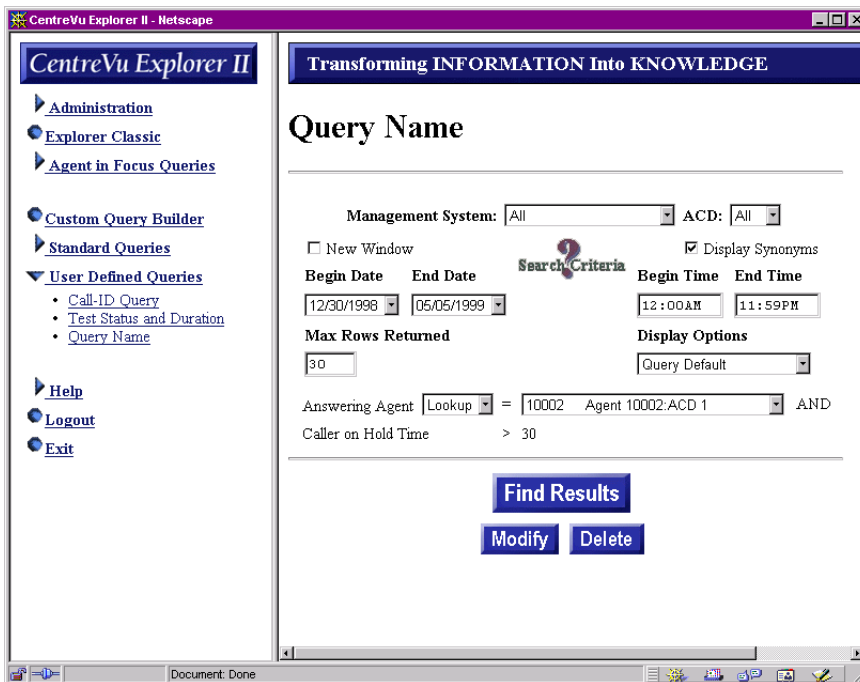 CentreVu Explorer II - Netscape
CentreVu Explorer II
Administration
Explorer Classic
Agent in Focus Queries
Custom Query Builder
Standard Queries
User Defined Queries
• Call-ID Query
• Test Status and Duration
• Query Name
Help
Logout
Exit
Transforming INFORMATION Into KNOWLEDGE
Query Name
Management System: All ACD: All
New Window Search Criteria Display Synonyms
Begin Date End Date Begin Time End Time
12/30/1998 05/05/1999 12:00AM 11:59PM
Max Rows Returned Display Options
30 Query Default
Answering Agent Lookup = 10002 Agent 10002:ACD 1 AND
Caller on Hold Time > 30
Find Results
Modify Delete
Document: Done